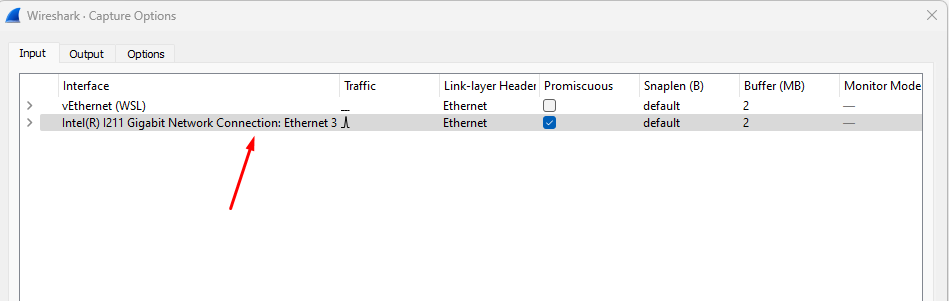 Wireshark · Capture Options
Input Output Options
Interface Traffic Link-layer Header Promiscuous Snaplen (B) Buffer (MB) Monitor Mode
vEthernet (WSL) Ethernet default 2 —
Intel(R) I211 Gigabit Network Connection: Ethernet 3 Ethernet default 2 —